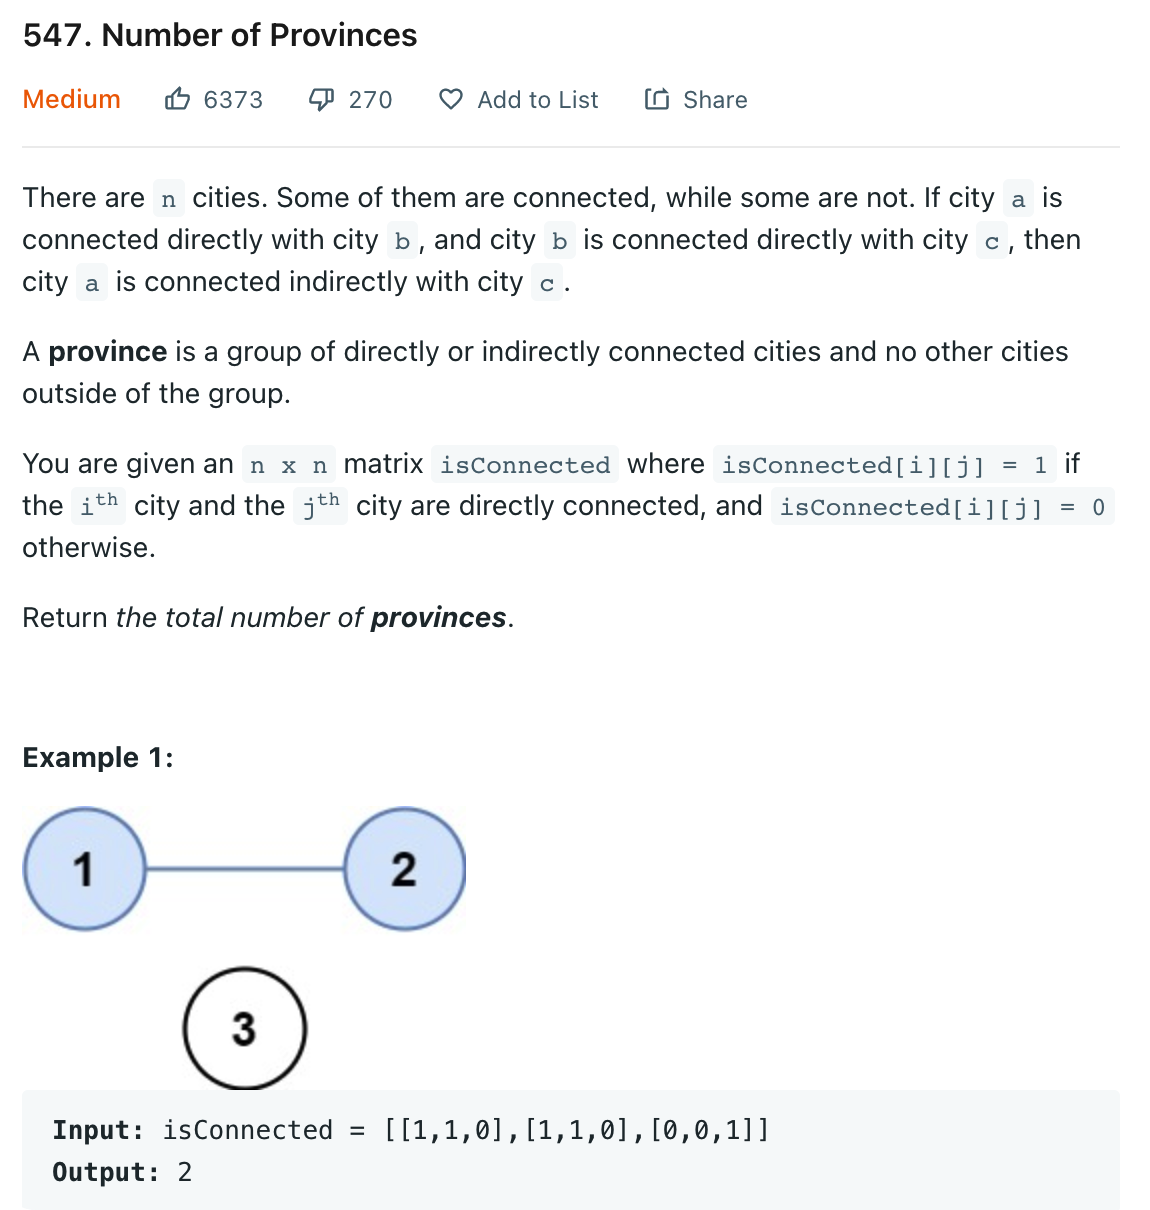 547. Number of Provinces
Medium 6373 270 Add to List Share
There are n cities. Some of them are connected, while some are not. If city a is
connected directly with city b, and city b is connected directly with city c, then
city a is connected indirectly with city c.
A province is a group of directly or indirectly connected cities and no other cities
outside of the group.
You are given an n x n matrix isConnected where isConnected[i][j] = 1 if
the ith city and the jth city are directly connected, and isConnected[i][j] = 0
otherwise.
Return the total number of provinces.
Example 1:
1 2
3
Input: isConnected = [[1,1,0],[1,1,0],[0,0,1]]
Output: 2